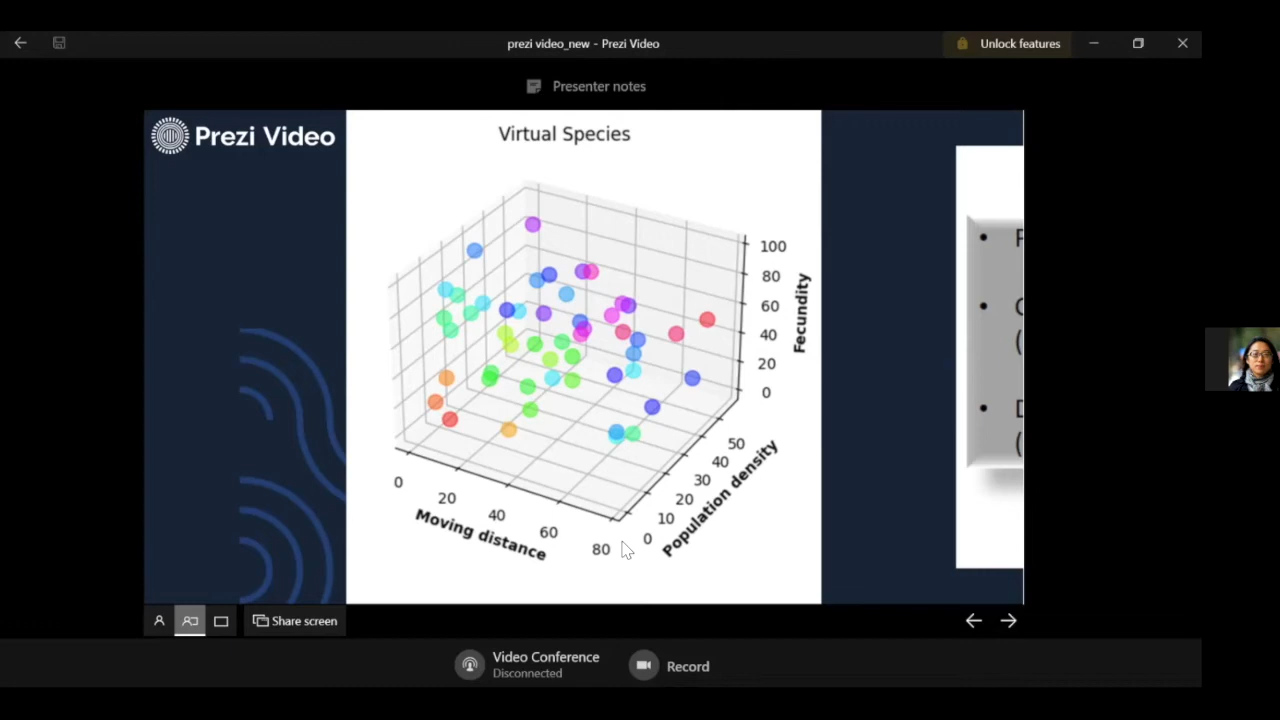 prezi video_new - Prezi Video
Unlock features
Presenter notes
Prezi Video
Virtual Species
100
80
60
40
20
0
Fecundity
0
20
40
60
80
Moving distance
0
10
20
30
40
50
Population density
Share screen
Video Conference
Disconnected
Record